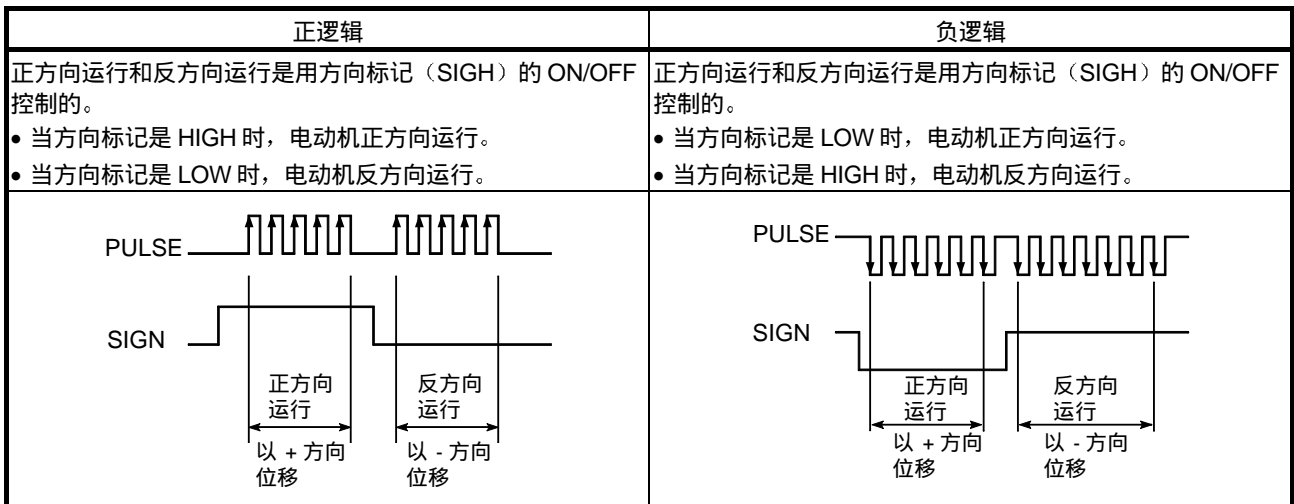 正逻辑
负逻辑
正方向运行和反方向运行是用方向标记（SIGH）的 ON/OFF
控制的。
• 当方向标记是 HIGH 时，电动机正方向运行。
• 当方向标记是 LOW 时，电动机反方向运行。
正方向运行和反方向运行是用方向标记（SIGH）的 ON/OFF
控制的。
• 当方向标记是 LOW 时，电动机正方向运行。
• 当方向标记是 HIGH 时，电动机反方向运行。
PULSE
SIGN
正方向
运行
反方向
运行
以 + 方向
位移
以 - 方向
位移
PULSE
SIGN
正方向
运行
反方向
运行
以 + 方向
位移
以 - 方向
位移